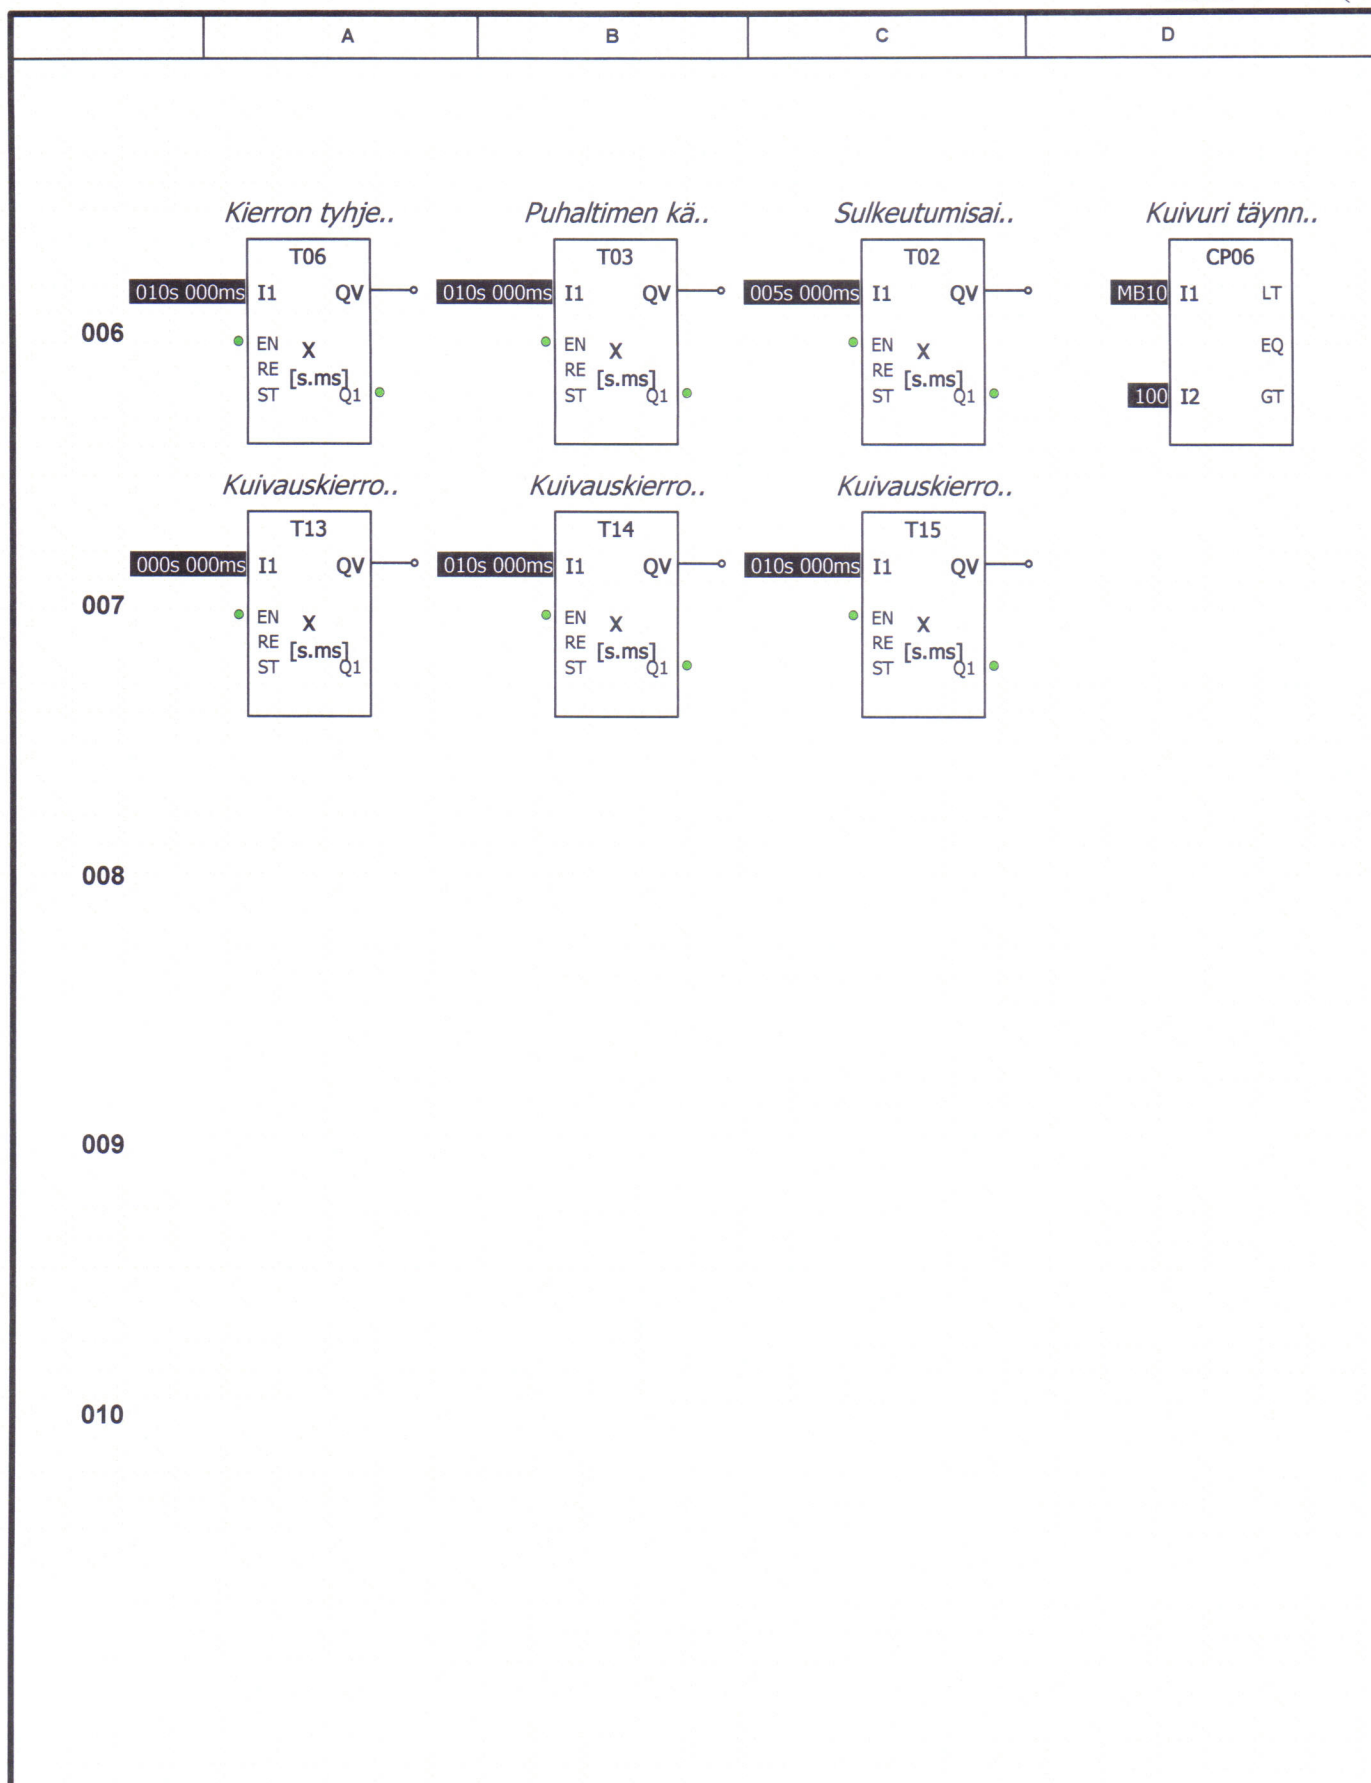 A B C D
Kierron tyhje.. Puhaltimen kä.. Sulkeutumisai.. Kuivuri täynn..
T06 T03 T02 CP06
010s 000ms I1 QV 010s 000ms I1 QV 005s 000ms I1 QV MB10 I1 LT
006
EN X EN X EN X EQ
RE [s.ms] RE [s.ms] RE [s.ms]
ST Q1 ST Q1 ST Q1 100 I2 GT
Kuivauskierro.. Kuivauskierro.. Kuivauskierro..
T13 T14 T15
000s 000ms I1 QV 010s 000ms I1 QV 010s 000ms I1 QV
007
EN X EN X EN X
RE [s.ms] RE [s.ms] RE [s.ms]
ST Q1 ST Q1 ST Q1
008
009
010